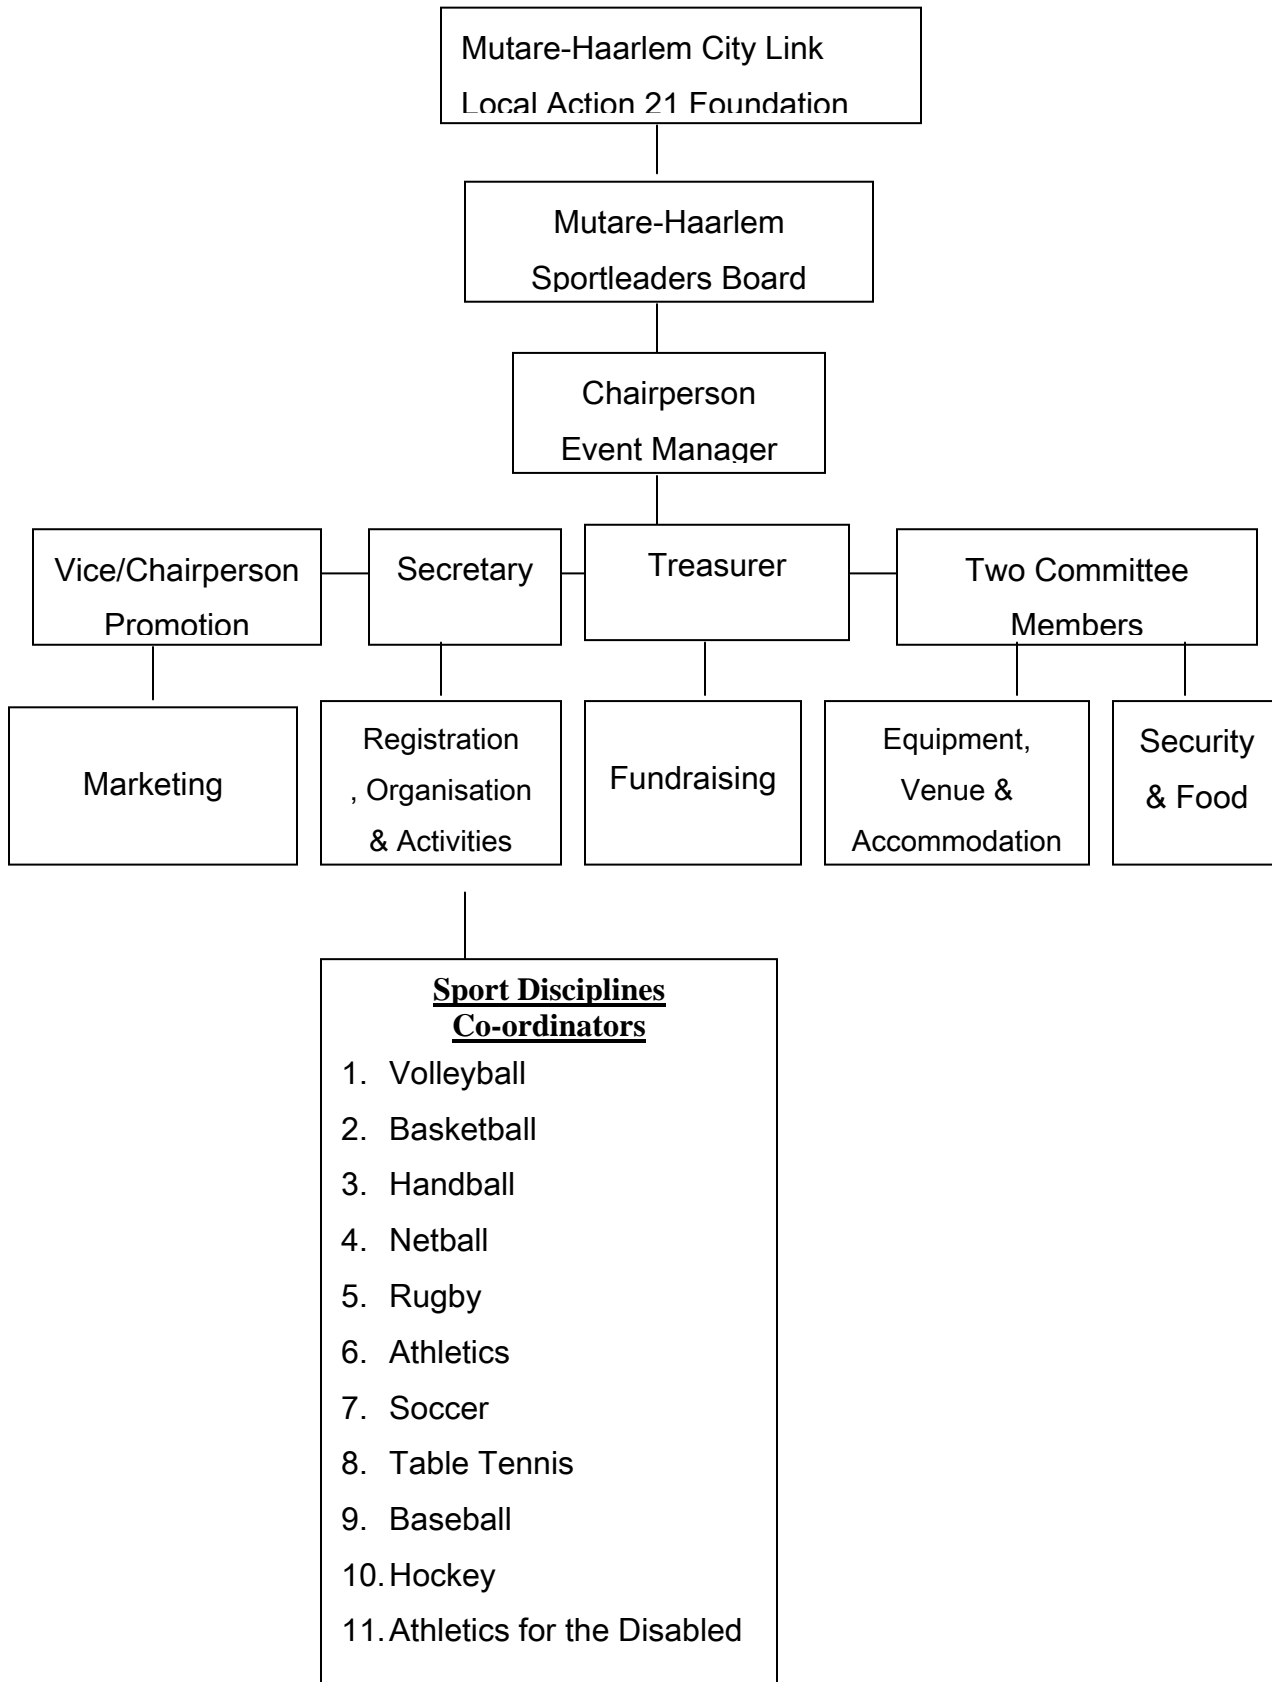 Mutare-Haarlem City Link
Local Action 21 Foundation
Mutare-Haarlem
Sportleaders Board
Chairperson
Event Manager
Vice/Chairperson
Promotion
Secretary
Treasurer
Two Committee
Members
Marketing
Registration
, Organisation
& Activities
Fundraising
Equipment,
Venue &
Accommodation
Security
& Food
Sport Disciplines
Co-ordinators
1. Volleyball
2. Basketball
3. Handball
4. Netball
5. Rugby
6. Athletics
7. Soccer
8. Table Tennis
9. Baseball
10. Hockey
11. Athletics for the Disabled